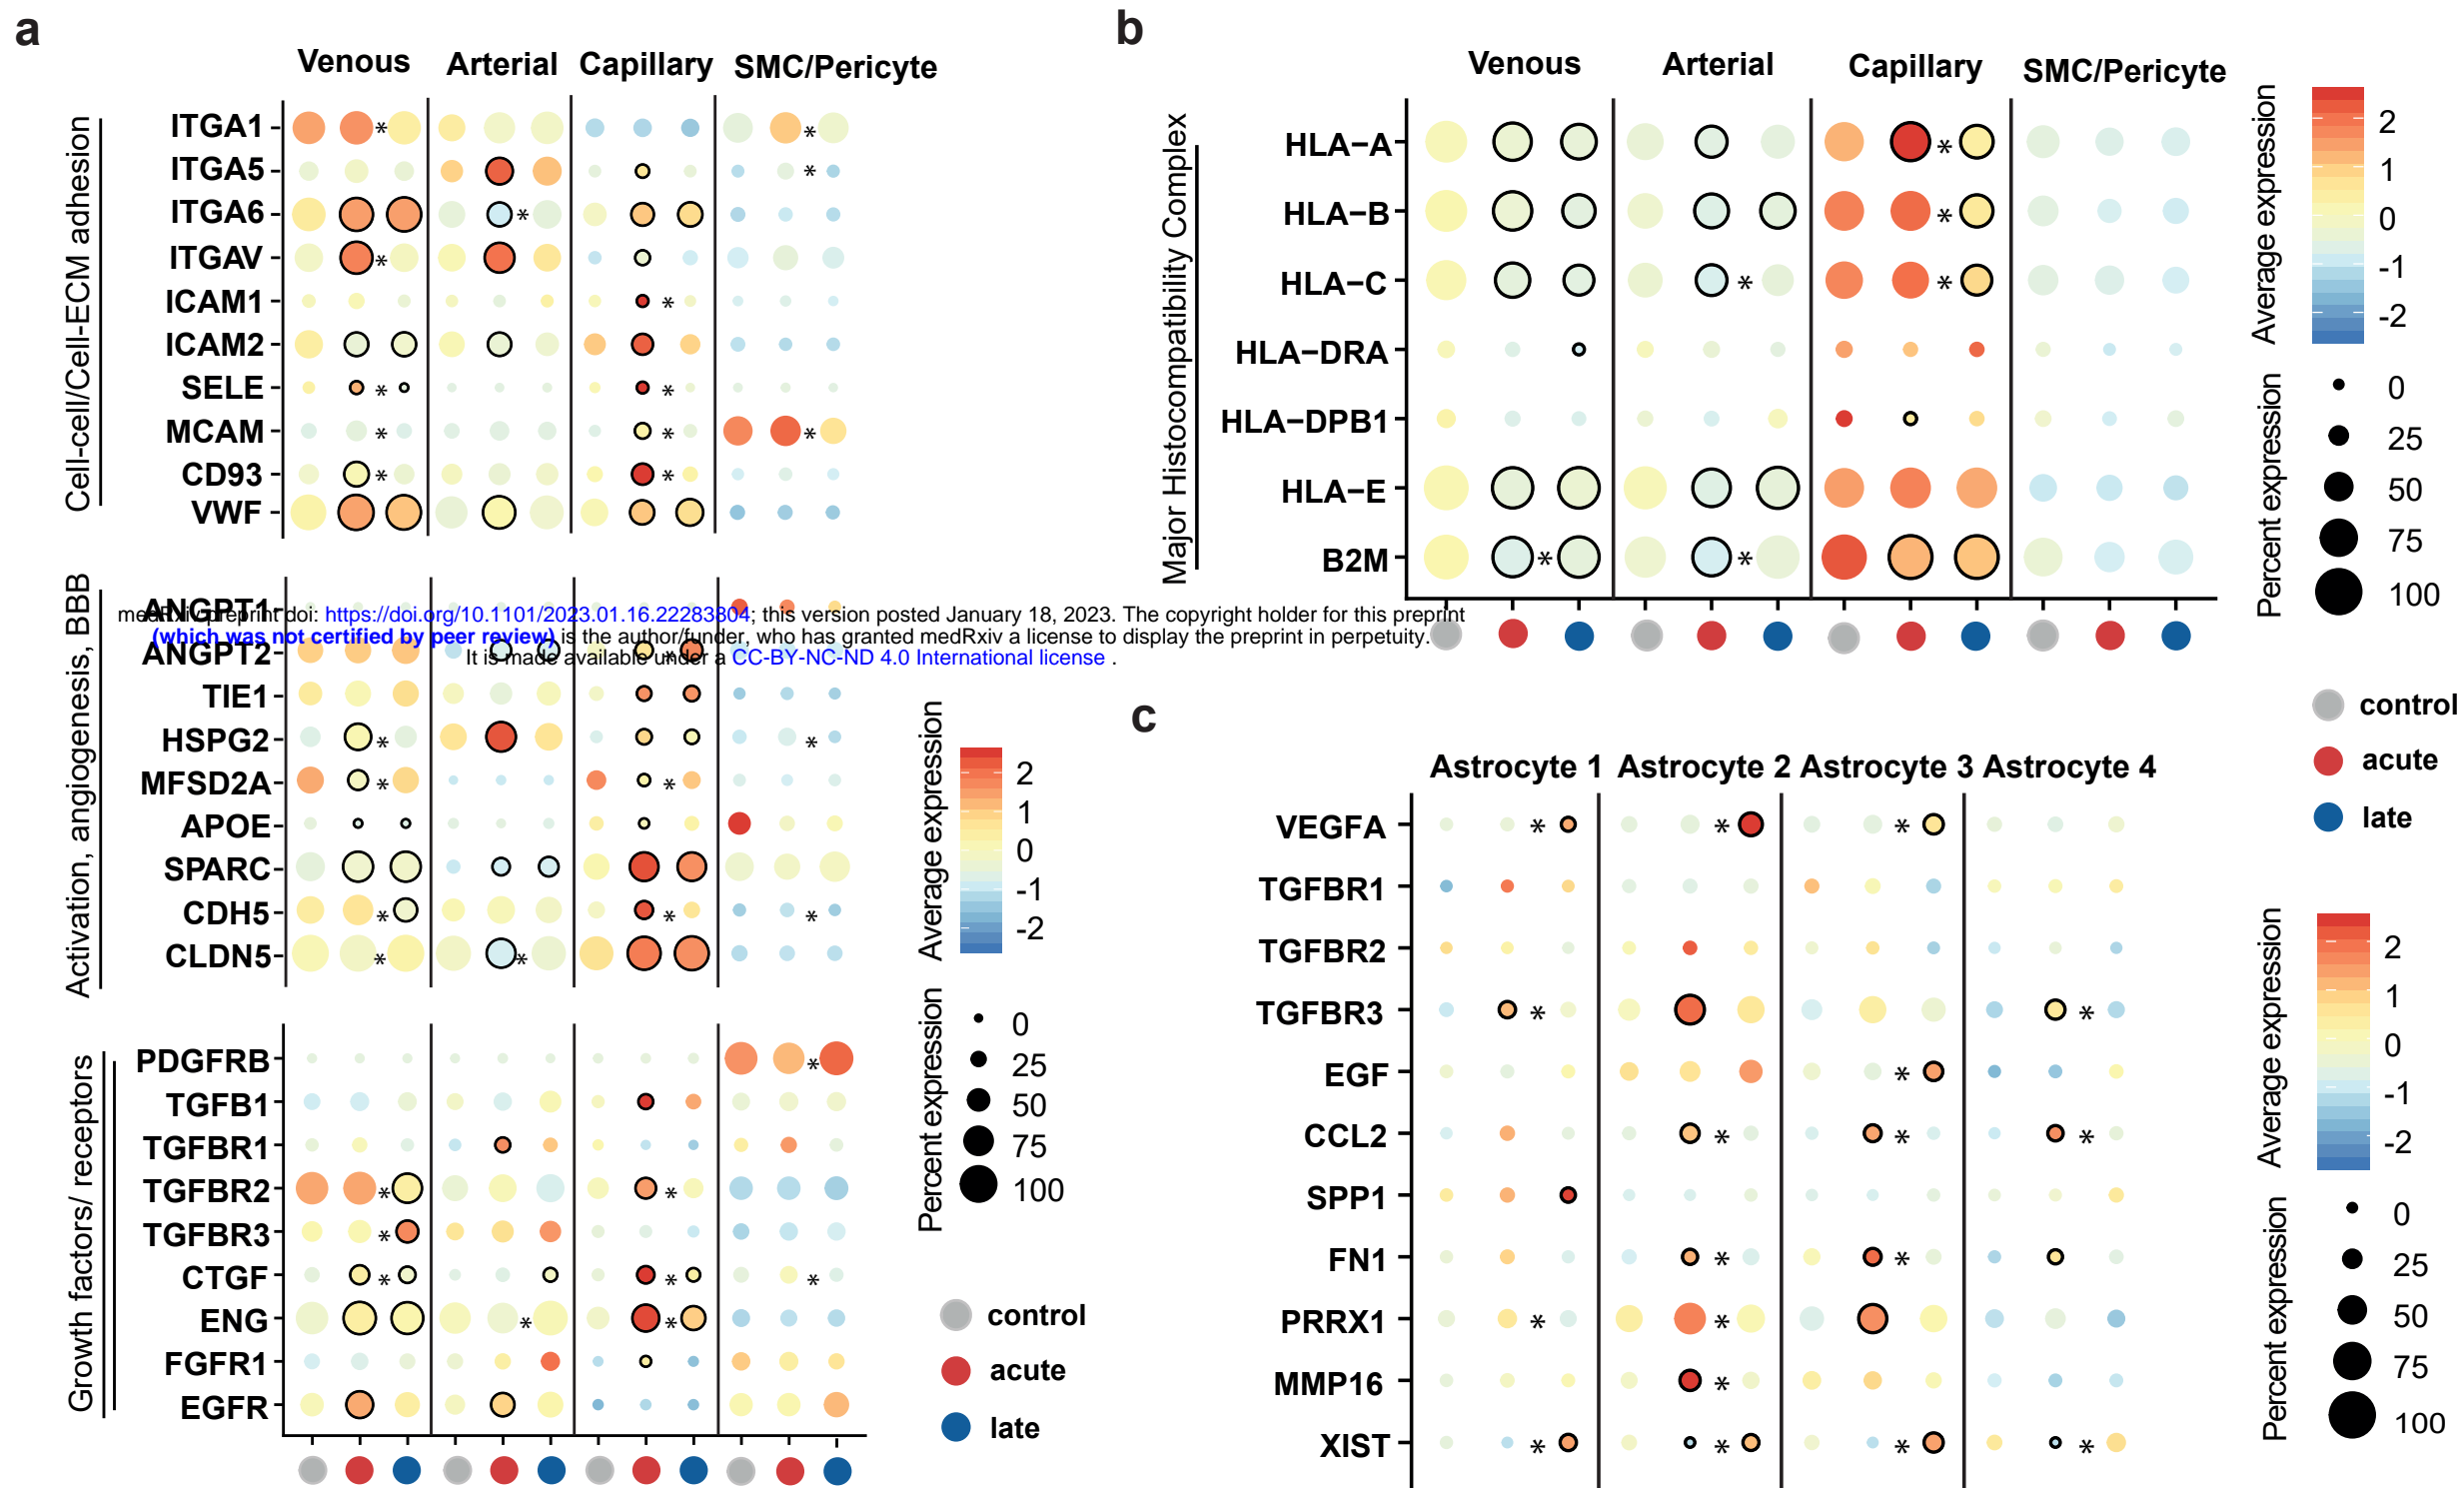 a
Venous Arterial Capillary SMC/Pericyte
Cell-cell/Cell-ECM adhesion
ITGA1
*
*
ITGA5
*
ITGA6
*
ITGAV
*
ICAM1
*
ICAM2
SELE
*
*
MCAM
*
*
*
CD93
*
*
VWF
Activation, angiogenesis, BBB
ANGPT1
medRxiv preprint doi: https://doi.org/10.1101/2023.01.16.22283804; this version posted January 18, 2023. The copyright holder for this preprint
(which was not certified by peer review) is the author/funder, who has granted medRxiv a license to display the preprint in perpetuity.
It is made available under a CC-BY-NC-ND 4.0 International license .
ANGPT2
*
TIE1
HSPG2
*
*
MFSD2A
*
*
APOE
SPARC
CDH5
*
*
*
CLDN5
*
*
Growth factors/ receptors
PDGFRB
*
TGFB1
TGFBR1
TGFBR2
*
*
TGFBR3
*
CTGF
*
*
*
ENG
*
*
FGFR1
EGFR
Average expression
2
1
0
-1
-2
Percent expression
0
25
50
75
100
control
acute
late
b
Venous Arterial Capillary SMC/Pericyte
Major Histocompatibility Complex
HLA−A
*
HLA−B
*
HLA−C
*
*
HLA−DRA
HLA−DPB1
HLA−E
B2M
*
*
Average expression
2
1
0
-1
-2
Percent expression
0
25
50
75
100
control
acute
late
c
Astrocyte 1 Astrocyte 2 Astrocyte 3 Astrocyte 4
VEGFA
*
*
*
TGFBR1
TGFBR2
TGFBR3
*
*
EGF
*
CCL2
*
*
*
SPP1
FN1
*
*
PRRX1
*
*
MMP16
*
XIST
*
*
*
*
Average expression
2
1
0
-1
-2
Percent expression
0
25
50
75
100